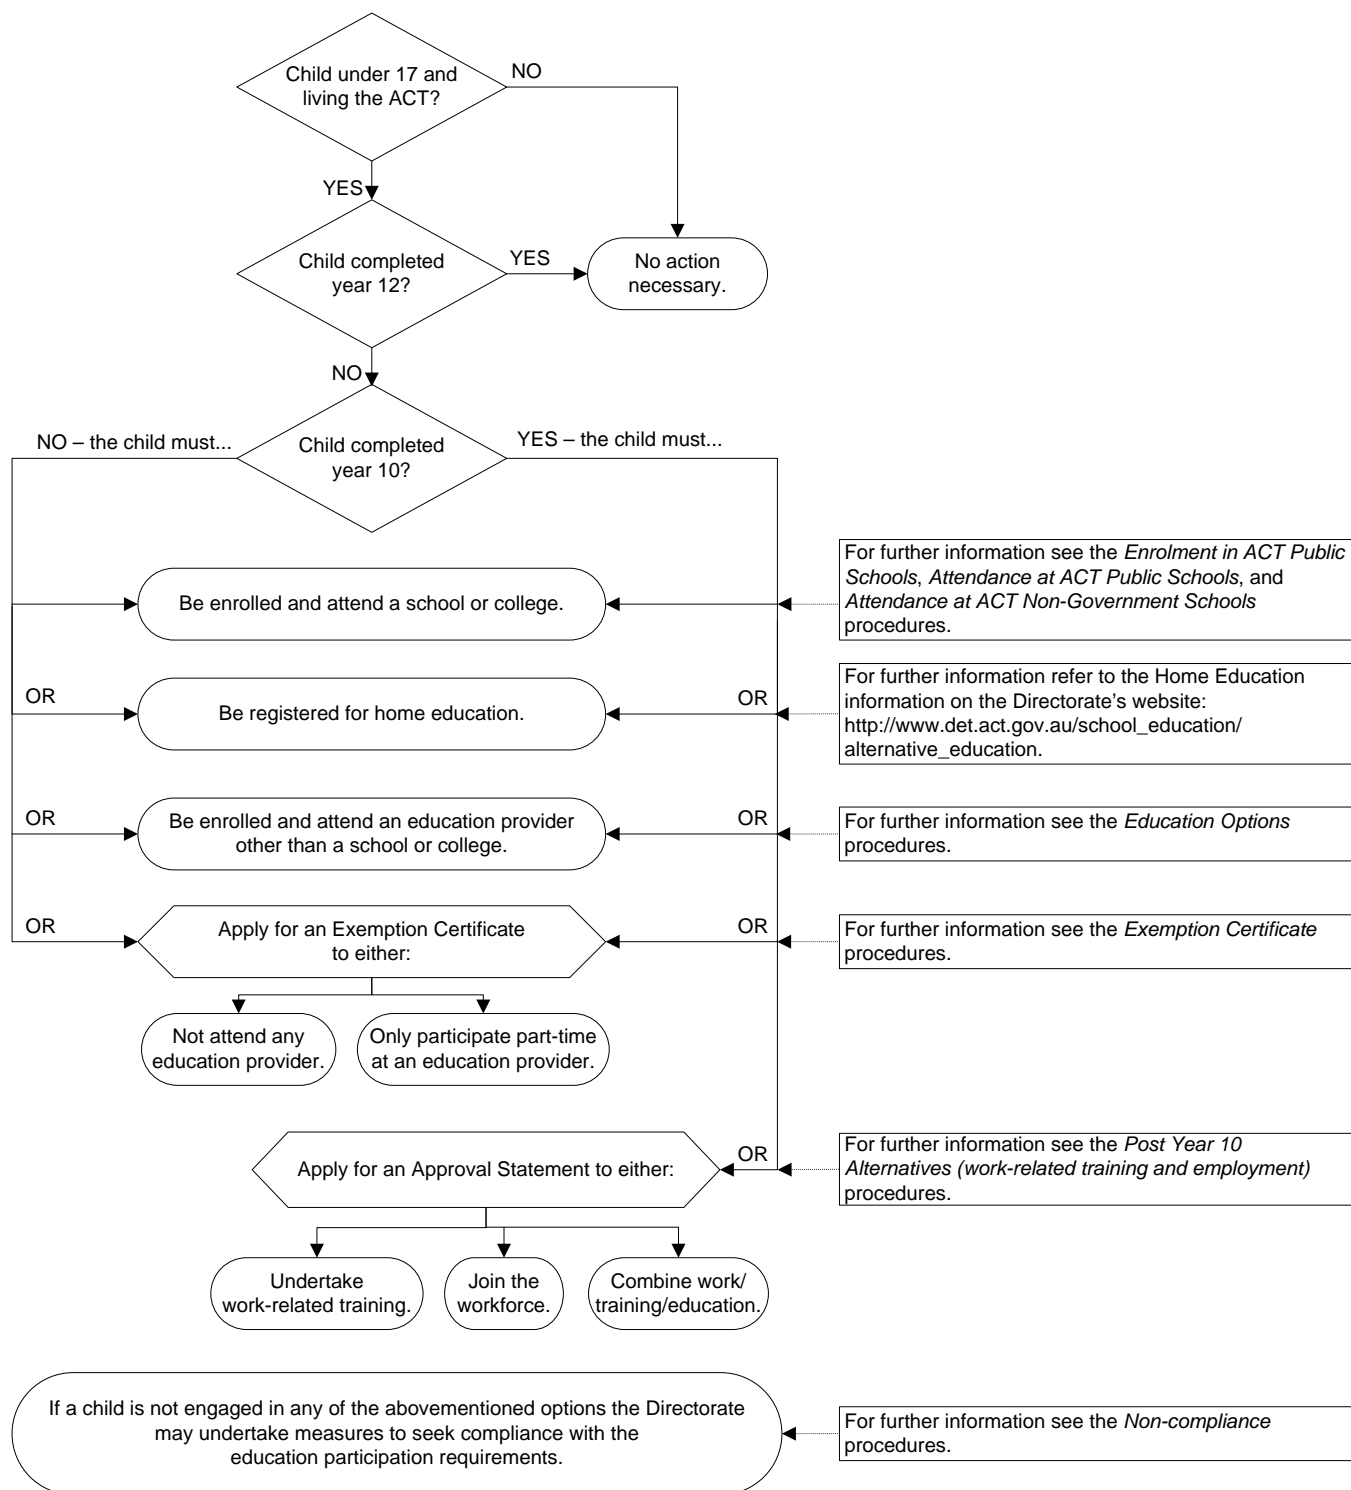 Child under 17 and
living the ACT?
NO
YES
Child completed
year 12?
YES
No action
necessary.
NO
NO – the child must...
Child completed
year 10?
YES – the child must...
Be enrolled and attend a school or college.
For further information see the Enrolment in ACT Public
Schools, Attendance at ACT Public Schools, and
Attendance at ACT Non-Government Schools
procedures.
OR
Be registered for home education.
OR
For further information refer to the Home Education
information on the Directorate’s website:
http://www.det.act.gov.au/school_education/
alternative_education.
OR
Be enrolled and attend an education provider
other than a school or college.
OR
For further information see the Education Options
procedures.
OR
Apply for an Exemption Certificate
to either:
OR
For further information see the Exemption Certificate
procedures.
Not attend any
education provider.
Only participate part-time
at an education provider.
Apply for an Approval Statement to either:
OR
For further information see the Post Year 10
Alternatives (work-related training and employment)
procedures.
Undertake
work-related training.
Join the
workforce.
Combine work/
training/education.
If a child is not engaged in any of the abovementioned options the Directorate
may undertake measures to seek compliance with the
education participation requirements.
For further information see the Non-compliance
procedures.